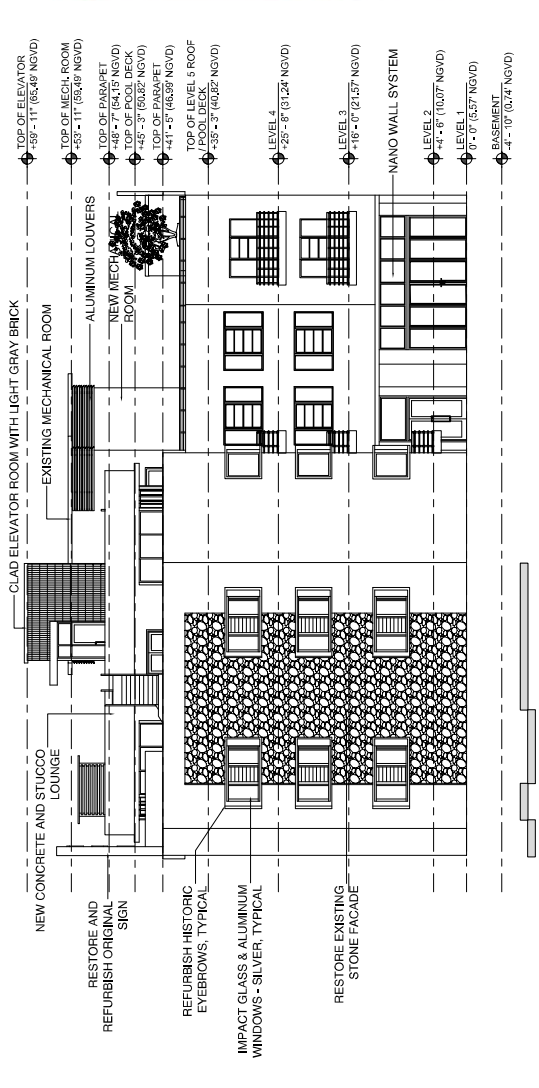 TOP OF ELEVATOR
+59' - 11" (65.49' NGVD)
TOP OF MECH. ROOM
+53' - 11" (59.49' NGVD)
TOP OF PARAPET
+48' - 7" (54.15' NGVD)
TOP OF POOL DECK
+45' - 3" (50.82' NGVD)
TOP OF PARAPET
+41' - 5" (46.99' NGVD)
TOP OF LEVEL 5 ROOF
/ POOL DECK
+35' - 3" (40.82' NGVD)
LEVEL 4
+25' - 8" (31.24' NGVD)
LEVEL 3
+16' - 0" (21.57' NGVD)
LEVEL 2
+4' - 6" (10.07' NGVD)
LEVEL 1
0' - 0" (5.57' NGVD)
BASEMENT
-4' - 10" (0.74' NGVD)
CLAD ELEVATOR ROOM WITH LIGHT GRAY BRICK
EXISTING MECHANICAL ROOM
ALUMINUM LOUVERS
NEW MECHANICAL
ROOM
NANO WALL SYSTEM
NEW CONCRETE AND STUCCO
LOUNGE
RESTORE AND
REFURBISH ORIGINAL
SIGN
REFURBISH HISTORIC
EYEBROWS, TYPICAL
IMPACT GLASS & ALUMINUM
WINDOWS - SILVER, TYPICAL
RESTORE EXISTING
STONE FACADE